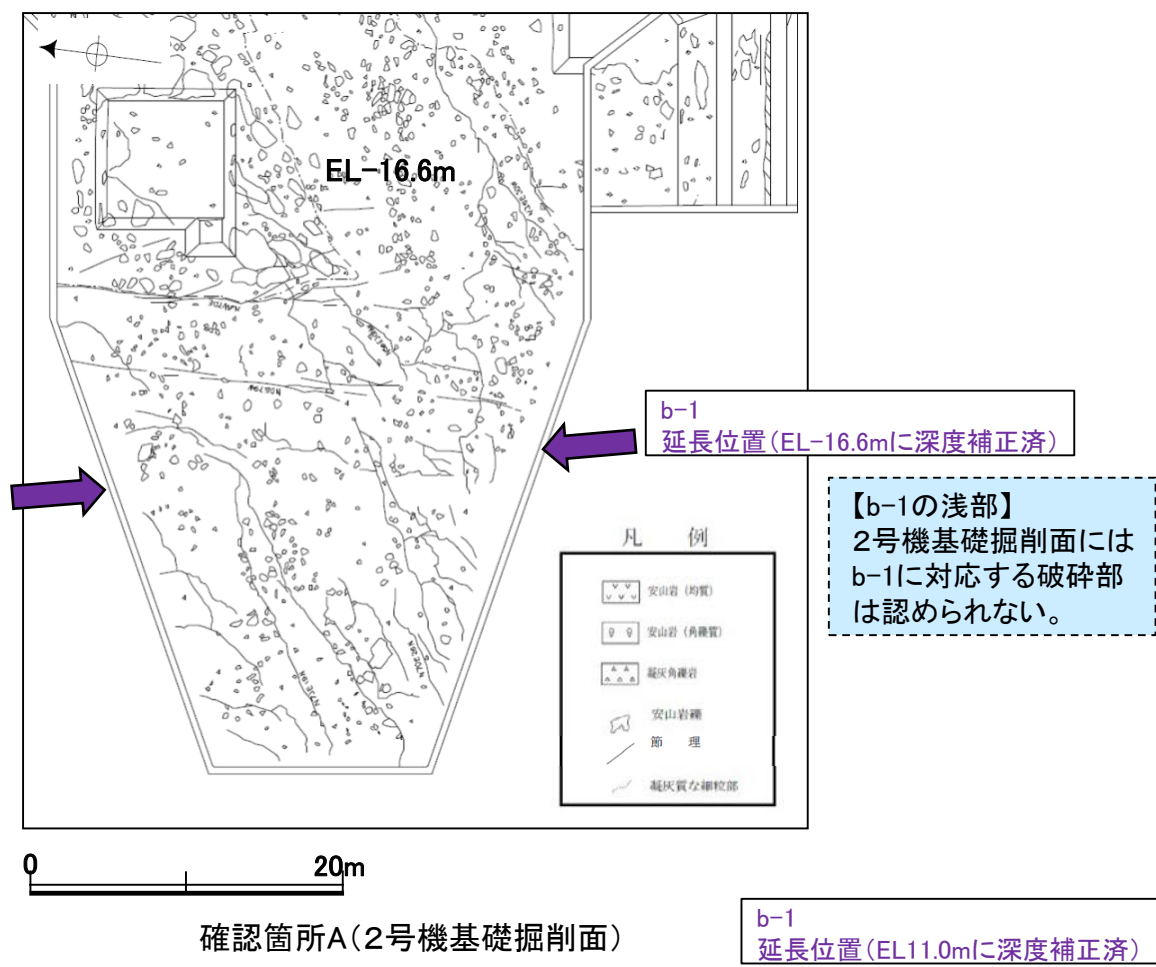 EL-16.6m
b-1
延長位置(EL-16.6mに深度補正済)
【b-1の浅部】
2号機基礎掘削面には
b-1に対応する破砕部
は認められない。
凡 例
安山岩(均質)
安山岩(角礫質)
凝灰角礫岩
安山岩礫
節 理
凝灰質な細粒部
0 20m
確認箇所A(2号機基礎掘削面)
b-1
延長位置(EL11.0mに深度補正済)